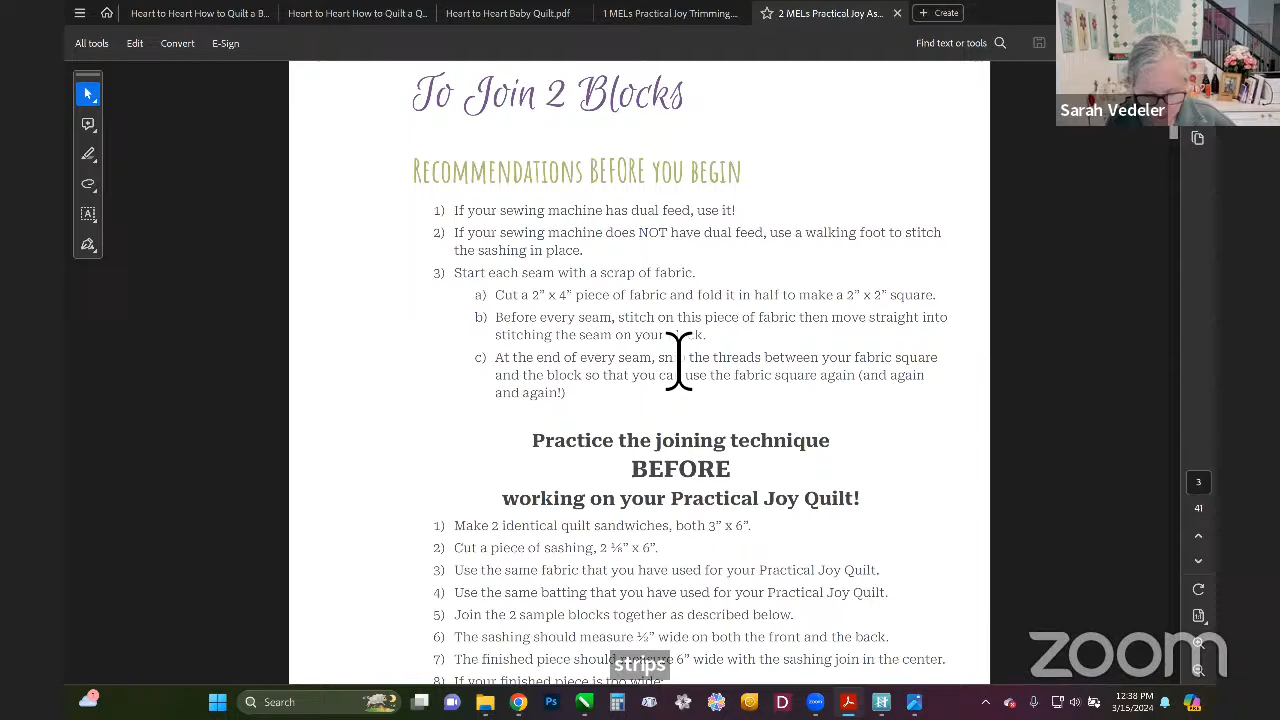 Heart to Heart How to Quilt a B...
Heart to Heart How to Quilt a Q...
Heart to Heart Baby Quilt.pdf
1 MELs Practical Joy Trimming....
2 MELs Practical Joy As...
Create
All tools
Edit
Convert
E-Sign
Find text or tools
Sarah Vedeler
To Join 2 Blocks
Recommendations BEFORE you begin
1) If your sewing machine has dual feed, use it!
2) If your sewing machine does NOT have dual feed, use a walking foot to stitch
the sashing in place.
3) Start each seam with a scrap of fabric.
a) Cut a 2” x 4” piece of fabric and fold it in half to make a 2” x 2” square.
b) Before every seam, stitch on this piece of fabric then move straight into
stitching the seam on your
c) At the end of every seam, the threads between your fabric square
and the block so that you use the fabric square again (and again
and again!)
Practice the joining technique
BEFORE
working on your Practical Joy Quilt!
1) Make 2 identical quilt sandwiches, both 3” x 6”.
2) Cut a piece of sashing, 2 ⅛” x 6”.
3) Use the same fabric that you have used for your Practical Joy Quilt.
4) Use the same batting that you have used for your Practical Joy Quilt.
5) Join the 2 sample blocks together as described below.
6) The sashing should measure ½” wide on both the front and the back.
7) The finished piece should measure 6” wide with the sashing join in the center.
8) If your finished piece is too wide:
strips
3
41
zoom
Search
12:38 PM
3/15/2024